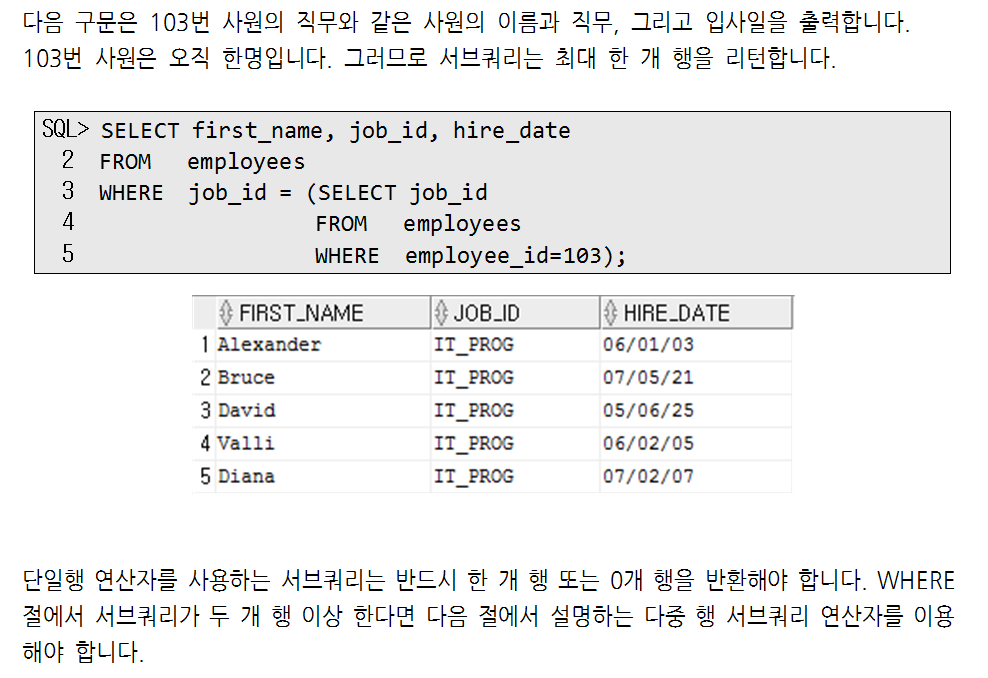 다음 구문은 103번 사원의 직무와 같은 사원의 이름과 직무, 그리고 입사일을 출력합니다.
103번 사원은 오직 한명입니다. 그러므로 서브쿼리는 최대 한 개 행을 리턴합니다.
SQL> SELECT first_name, job_id, hire_date
2 FROM employees
3 WHERE job_id = (SELECT job_id
4 FROM employees
5 WHERE employee_id=103);
FIRST_NAME JOB_ID HIRE_DATE
1 Alexander IT_PROG 06/01/03
2 Bruce IT_PROG 07/05/21
3 David IT_PROG 05/06/25
4 Valli IT_PROG 06/02/05
5 Diana IT_PROG 07/02/07
단일행 연산자를 사용하는 서브쿼리는 반드시 한 개 행 또는 0개 행을 반환해야 합니다. WHERE
절에서 서브쿼리가 두 개 행 이상 한다면 다음 절에서 설명하는 다중 행 서브쿼리 연산자를 이용
해야 합니다.